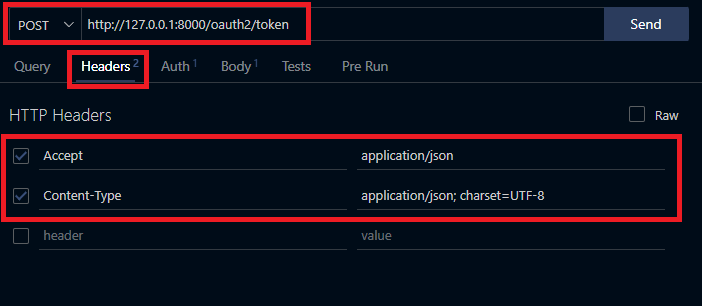 POST http://127.0.0.1:8000/oauth2/token Send
Query Headers 2 Auth 1 Body 1 Tests Pre Run
HTTP Headers Raw
Accept application/json
Content-Type application/json; charset=UTF-8
header value